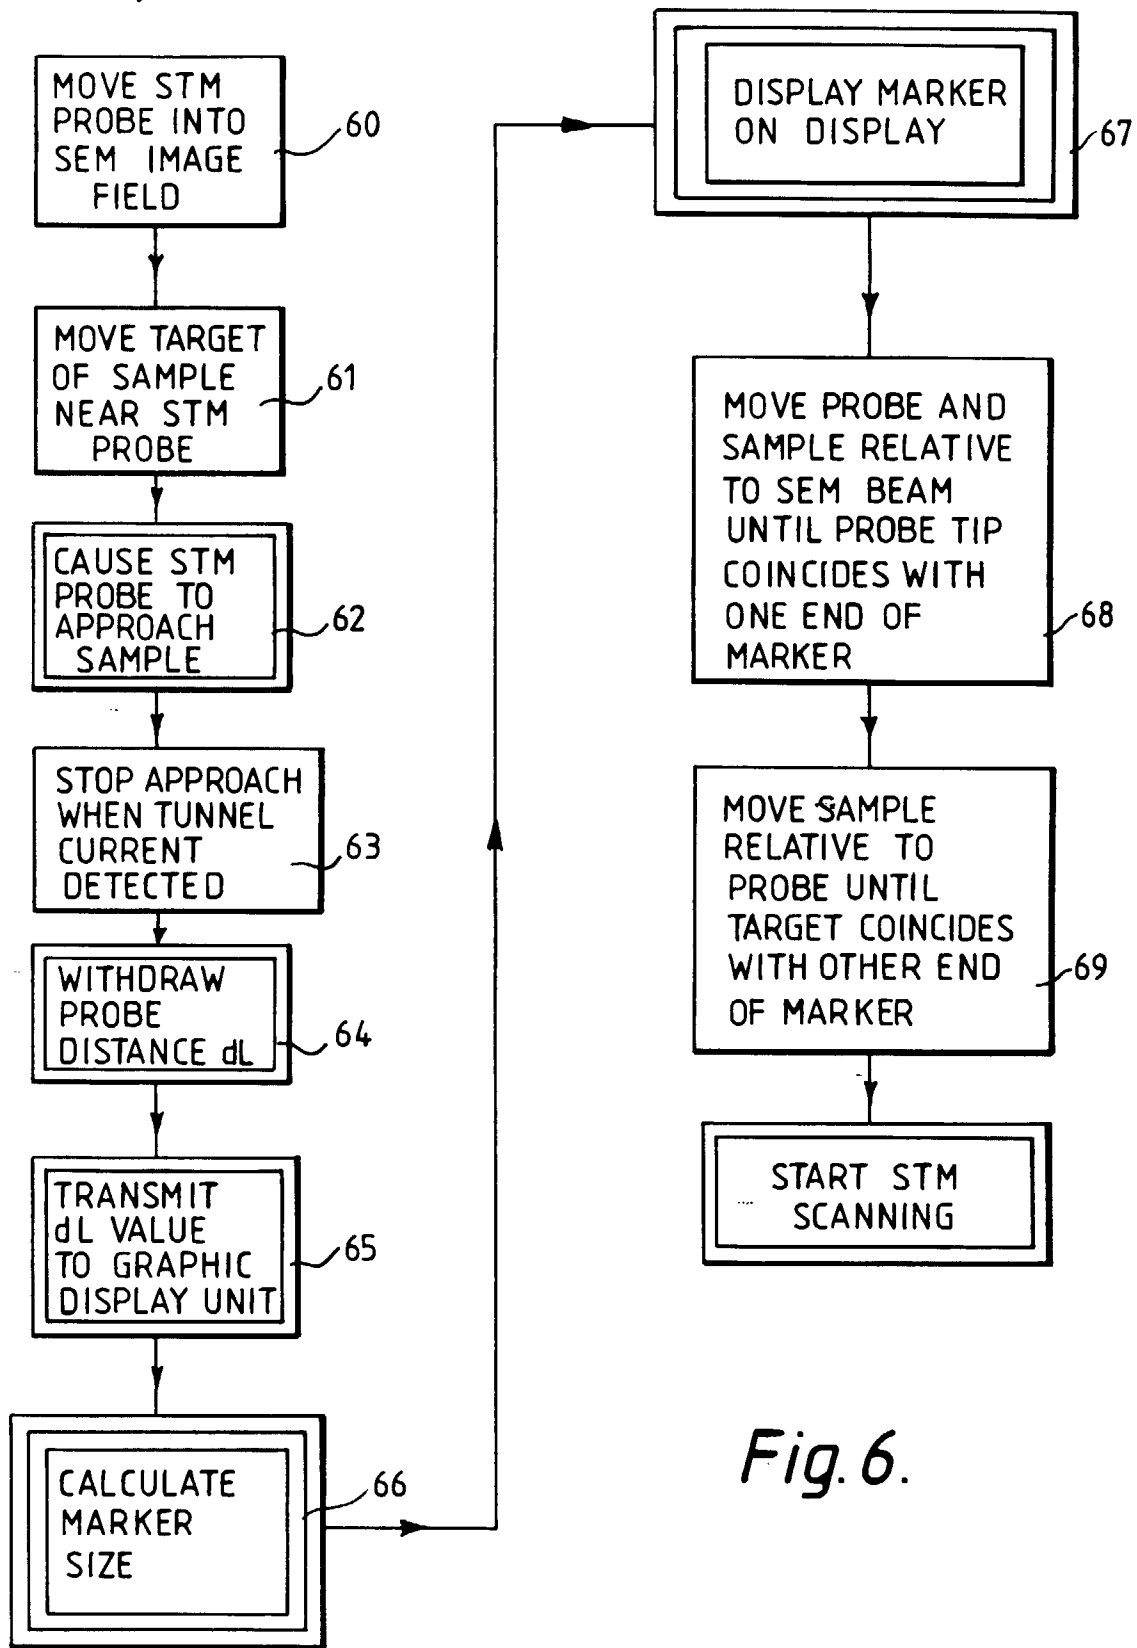 MOVE STM
PROBE INTO
SEM IMAGE
FIELD
60
MOVE TARGET
OF SAMPLE
NEAR STM
PROBE
61
CAUSE STM
PROBE TO
APPROACH
SAMPLE
62
STOP APPROACH
WHEN TUNNEL
CURRENT
DETECTED
63
WITHDRAW
PROBE
DISTANCE dL
64
TRANSMIT
dL VALUE
TO GRAPHIC
DISPLAY UNIT
65
CALCULATE
MARKER
SIZE
66
DISPLAY MARKER
ON DISPLAY
67
MOVE PROBE AND
SAMPLE RELATIVE
TO SEM BEAM
UNTIL PROBE TIP
COINCIDES WITH
ONE END OF
MARKER
68
MOVE SAMPLE
RELATIVE TO
PROBE UNTIL
TARGET COINCIDES
WITH OTHER END
OF MARKER
69
START STM
SCANNING
Fig. 6.